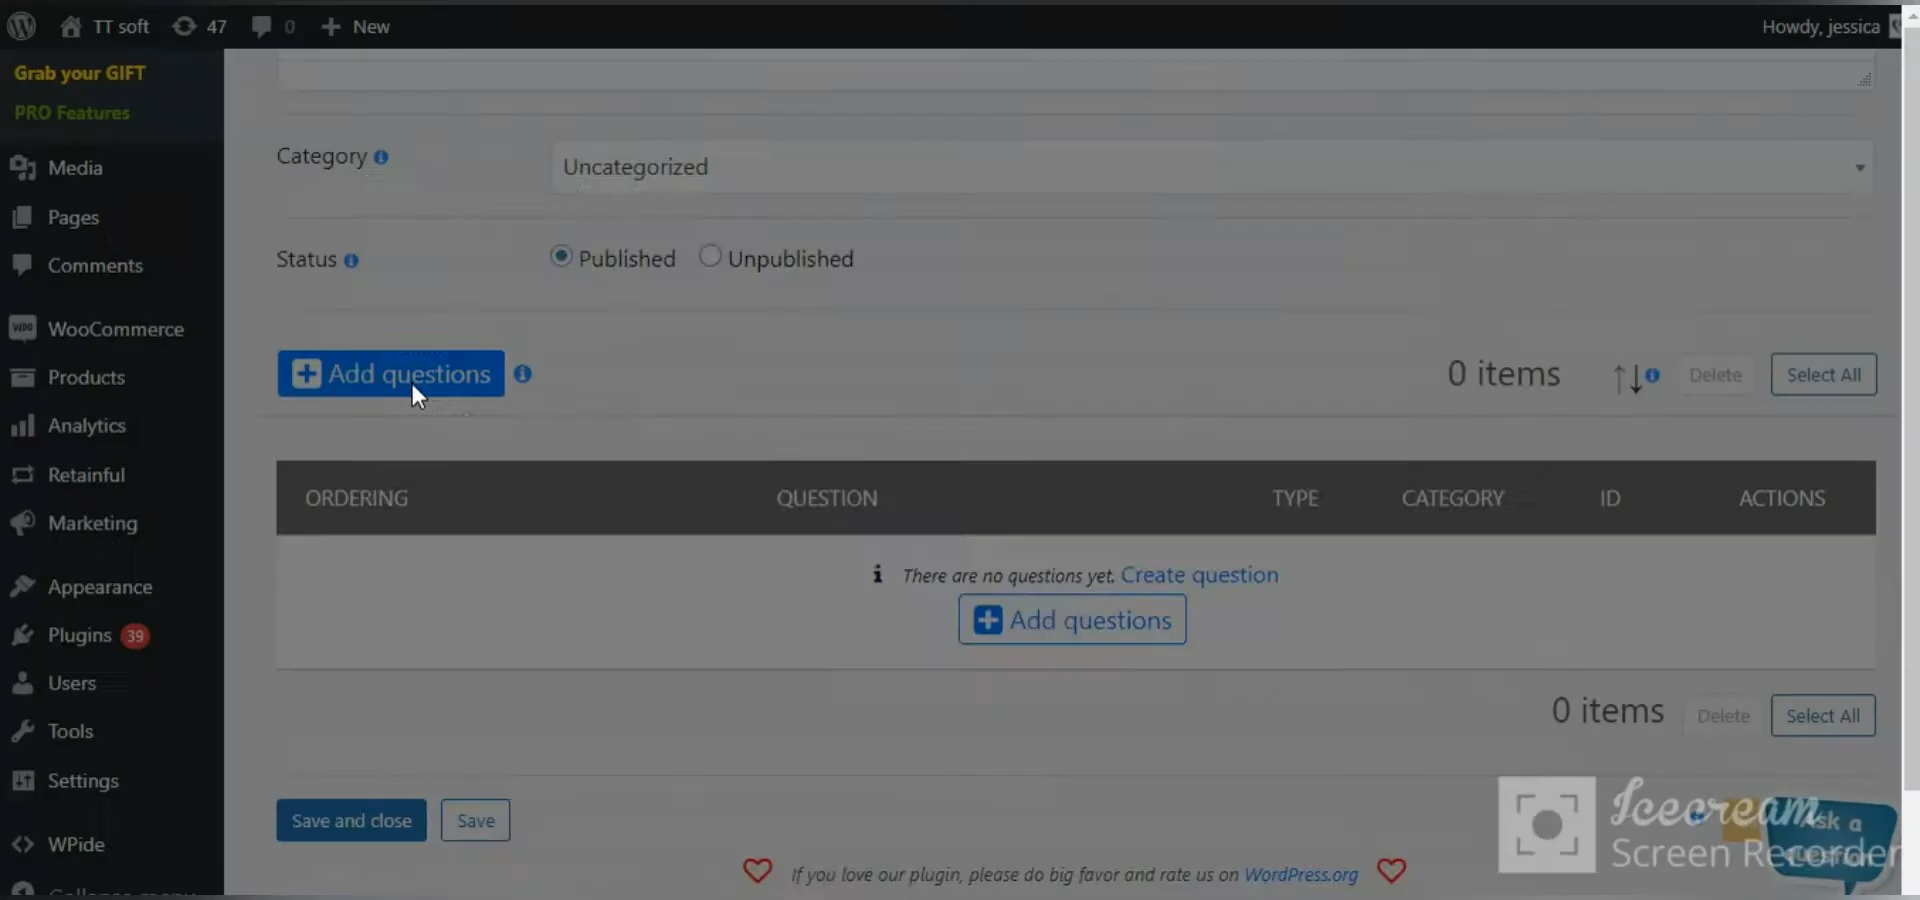 TT soft 47 0 New Howdy, jessica
Grab your GIFT
PRO Features
Media
Pages
Comments
WooCommerce
Products
Analytics
Retainful
Marketing
Appearance
Plugins 39
Users
Tools
Settings
WPide
Collapse menu
Category
Uncategorized
Status
Published Unpublished
Add questions
0 items Delete Select All
ORDERING QUESTION TYPE CATEGORY ID ACTIONS
There are no questions yet. Create question
Add questions
0 items Delete Select All
Save and close Save
Icecream
Screen Recorder
Ask a
If you love our plugin, please do big favor and rate us on WordPress.org